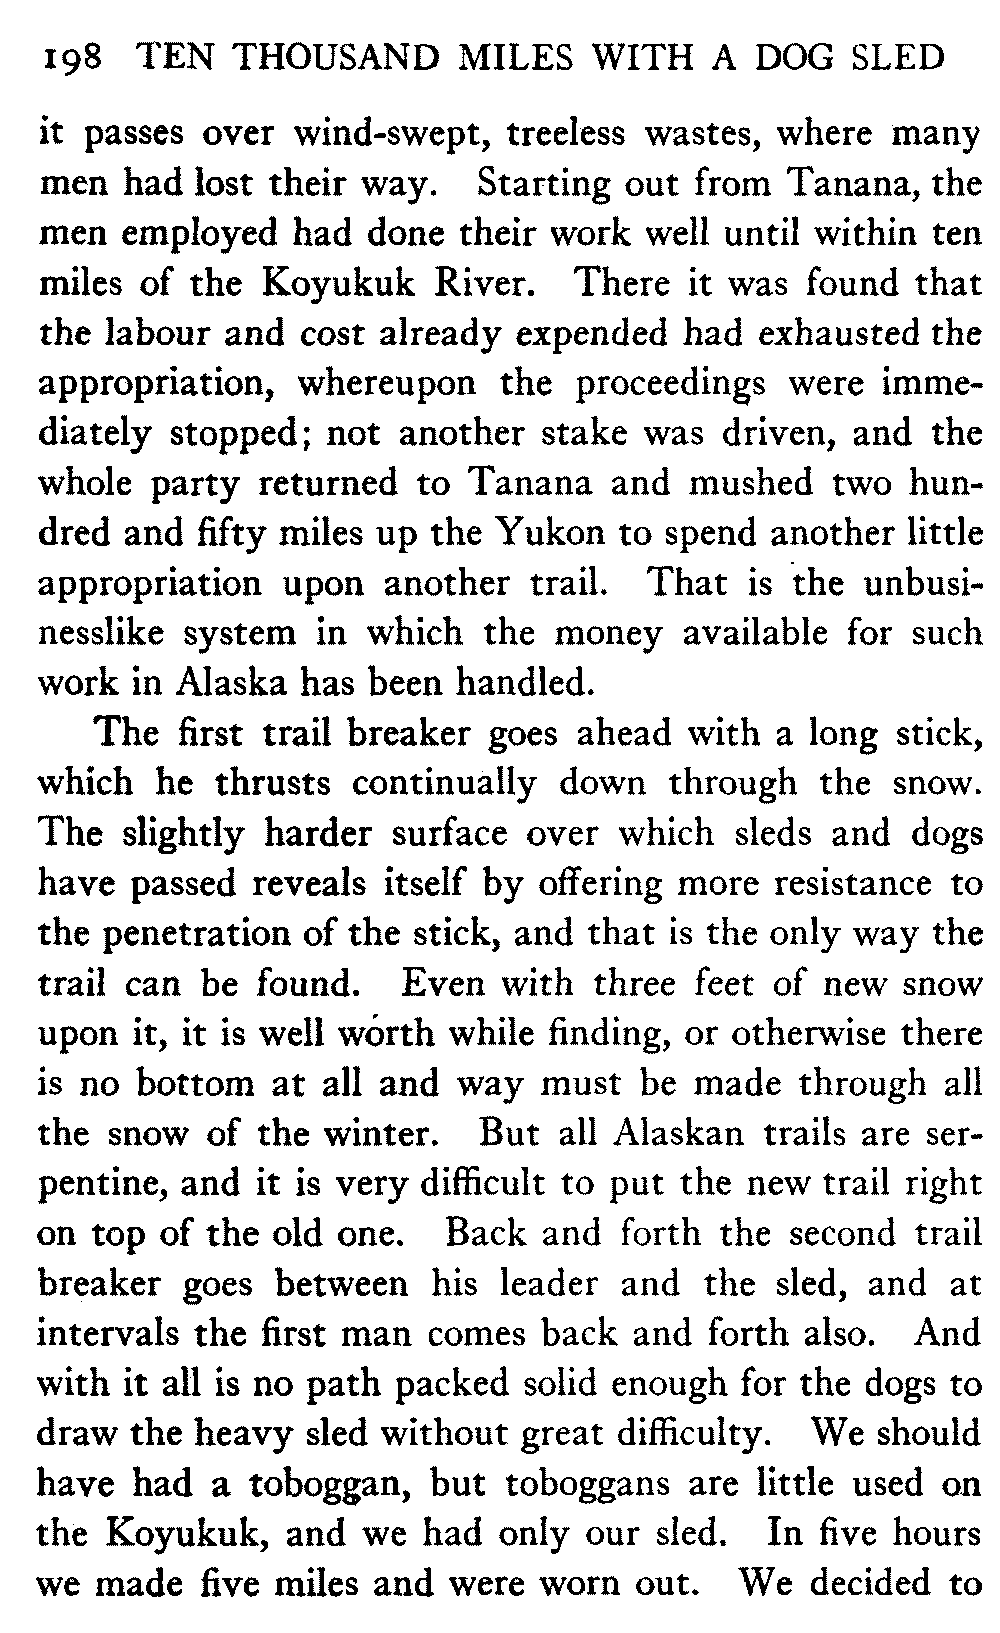 198 TEN THOUSAND MILES WITH A DOG SLED
it passes over wind-swept, treeless wastes, where many
men had lost their way. Starting out from Tanana, the
men employed had done their work well until within ten
miles of the Koyukuk River. There it was found that
the labour and cost already expended had exhausted the
appropriation, whereupon the proceedings were imme-
diately stopped; not another stake was driven, and the
whole party returned to Tanana and mushed two hun-
dred and fifty miles up the Yukon to spend another little
appropriation upon another trail. That is the unbusi-
nesslike system in which the money available for such
work in Alaska has been handled.
The first trail breaker goes ahead with a long stick,
which he thrusts continually down through the snow.
The slightly harder surface over which sleds and dogs
have passed reveals itself by offering more resistance to
the penetration of the stick, and that is the only way the
trail can be found. Even with three feet of new snow
upon it, it is well worth while finding, or otherwise there
is no bottom at all and way must be made through all
the snow of the winter. But all Alaskan trails are ser-
pentine, and it is very difficult to put the new trail right
on top of the old one. Back and forth the second trail
breaker goes between his leader and the sled, and at
intervals the first man comes back and forth also. And
with it all is no path packed solid enough for the dogs to
draw the heavy sled without great difficulty. We should
have had a toboggan, but toboggans are little used on
the Koyukuk, and we had only our sled. In five hours
we made five miles and were worn out. We decided to